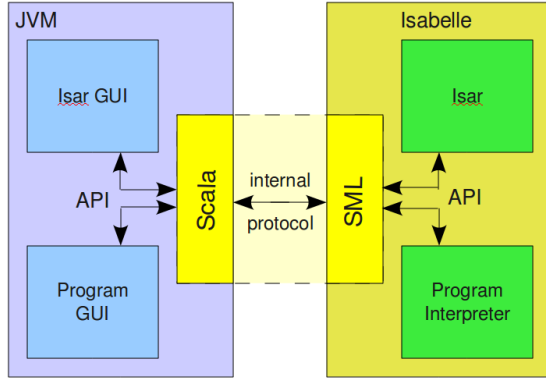 JVM
Isabelle
Isar GUI
Isar
API
Scala
internal
protocol
SML
API
Program
GUI
Program
Interpreter